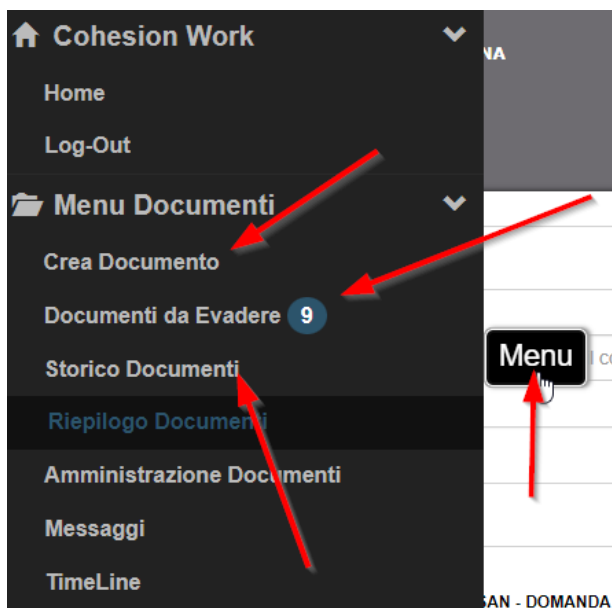 Cohesion Work
NA
Home
Log-Out
Menu Documenti
Crea Documento
Documenti da Evadere 9
Storico Documenti
Menu
Riepilogo Documenti
Amministrazione Documenti
Messaggi
TimeLine
SAN - DOMANDA